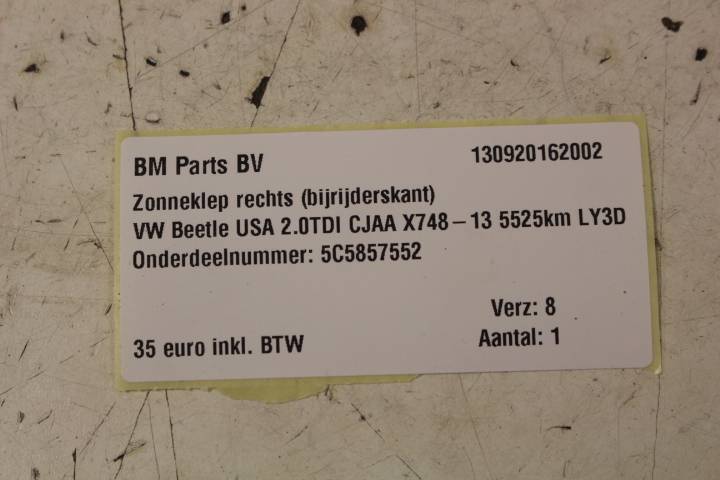 BM Parts BV 130920162002
Zonneklep rechts (bijrijderskant)
VW Beetle USA 2.0TDI CJAA X748-13 5525km LY3D
Onderdeelnummer: 5C5857552
Verz: 8
35 euro inkl. BTW Aantal: 1